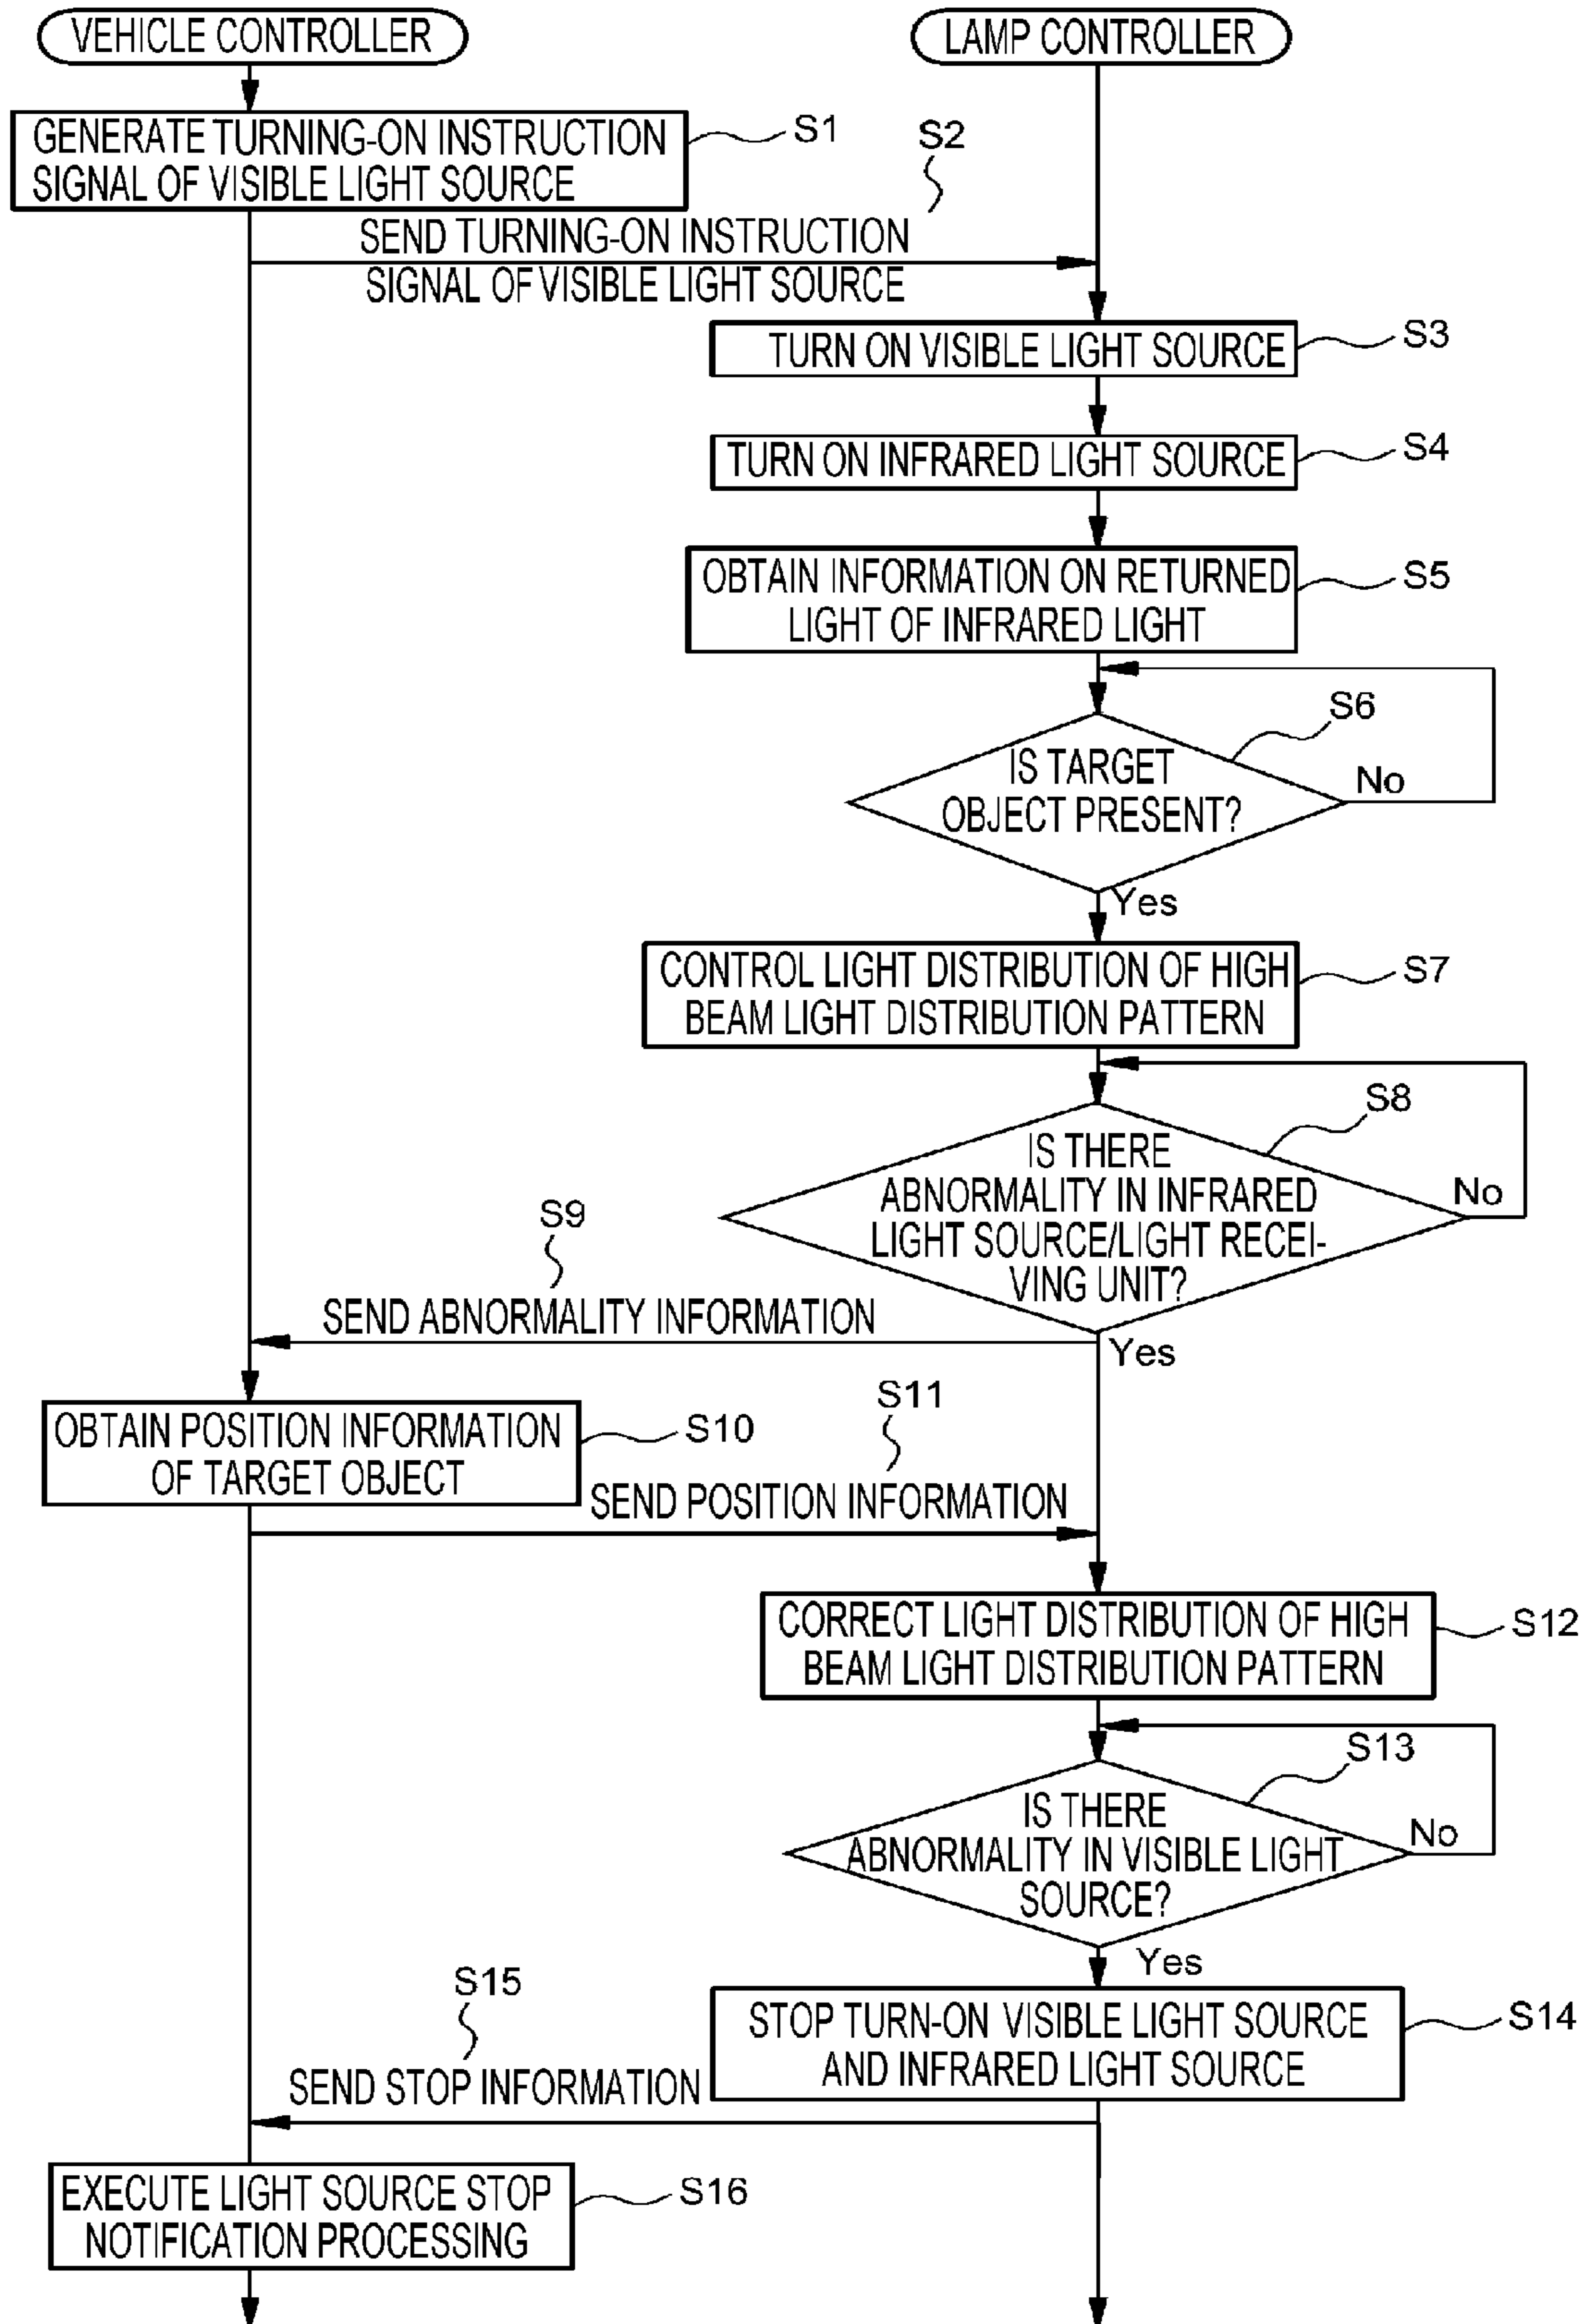 VEHICLE CONTROLLER
LAMP CONTROLLER
GENERATE TURNING-ON INSTRUCTION
SIGNAL OF VISIBLE LIGHT SOURCE
S1
S2
SEND TURNING-ON INSTRUCTION
SIGNAL OF VISIBLE LIGHT SOURCE
TURN ON VISIBLE LIGHT SOURCE
S3
TURN ON INFRARED LIGHT SOURCE
S4
OBTAIN INFORMATION ON RETURNED
LIGHT OF INFRARED LIGHT
S5
S6
IS TARGET
OBJECT PRESENT?
No
Yes
CONTROL LIGHT DISTRIBUTION OF HIGH
BEAM LIGHT DISTRIBUTION PATTERN
S7
S8
IS THERE
ABNORMALITY IN INFRARED
LIGHT SOURCE/LIGHT RECEI-
VING UNIT?
No
Yes
S9
SEND ABNORMALITY INFORMATION
OBTAIN POSITION INFORMATION
OF TARGET OBJECT
S10
S11
SEND POSITION INFORMATION
CORRECT LIGHT DISTRIBUTION OF HIGH
BEAM LIGHT DISTRIBUTION PATTERN
S12
S13
IS THERE
ABNORMALITY IN VISIBLE LIGHT
SOURCE?
No
Yes
STOP TURN-ON VISIBLE LIGHT SOURCE
AND INFRARED LIGHT SOURCE
S14
S15
SEND STOP INFORMATION
EXECUTE LIGHT SOURCE STOP
NOTIFICATION PROCESSING
S16